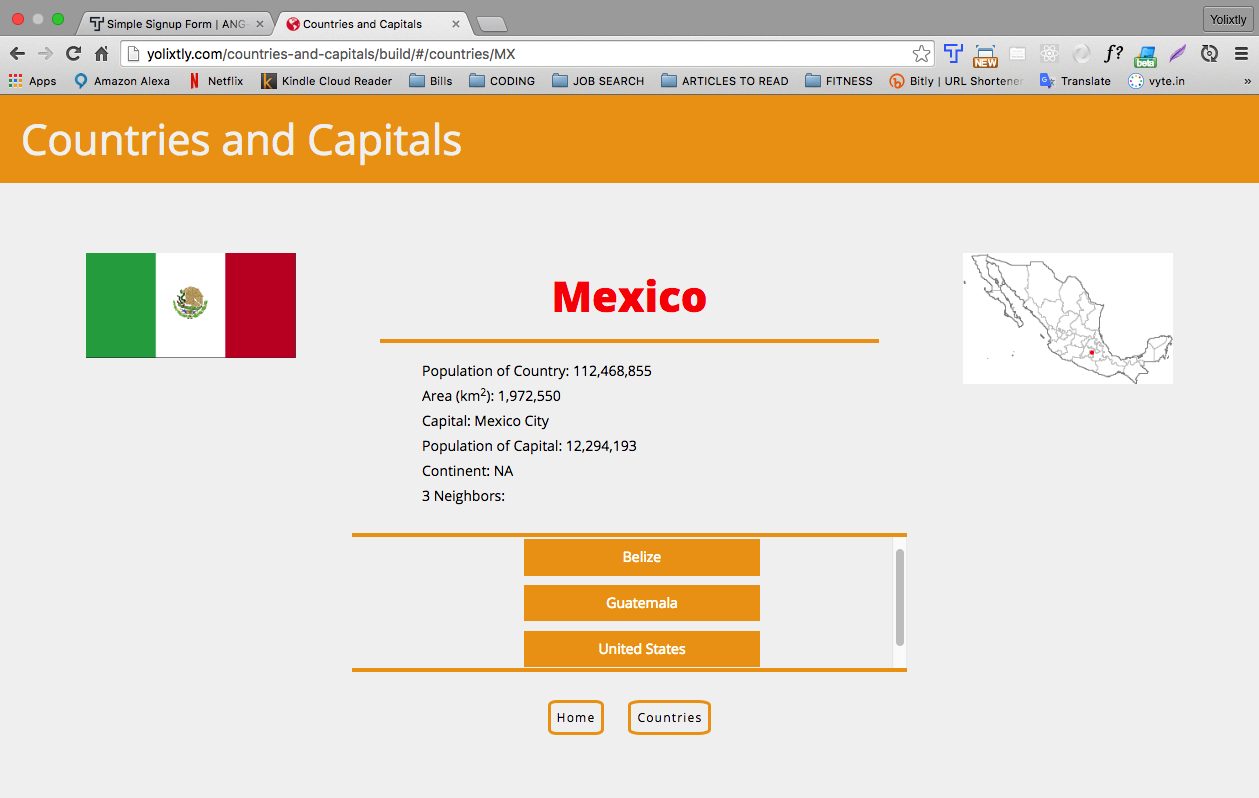 Simple Signup Form | ANG
Countries and Capitals
Yolixtly
yolixtly.com/countries-and-capitals/build/#/countries/MX
f?
NEW
beta
Apps
Amazon Alexa
N
Netflix
k
Kindle Cloud Reader
Bills
CODING
JOB SEARCH
ARTICLES TO READ
FITNESS
Bitly | URL Shortener
Translate
vyte.in
»
Countries and Capitals
Mexico
Population of Country: 112,468,855
Area (km²): 1,972,550
Capital: Mexico City
Population of Capital: 12,294,193
Continent: NA
3 Neighbors:
Belize
Guatemala
United States
Home
Countries